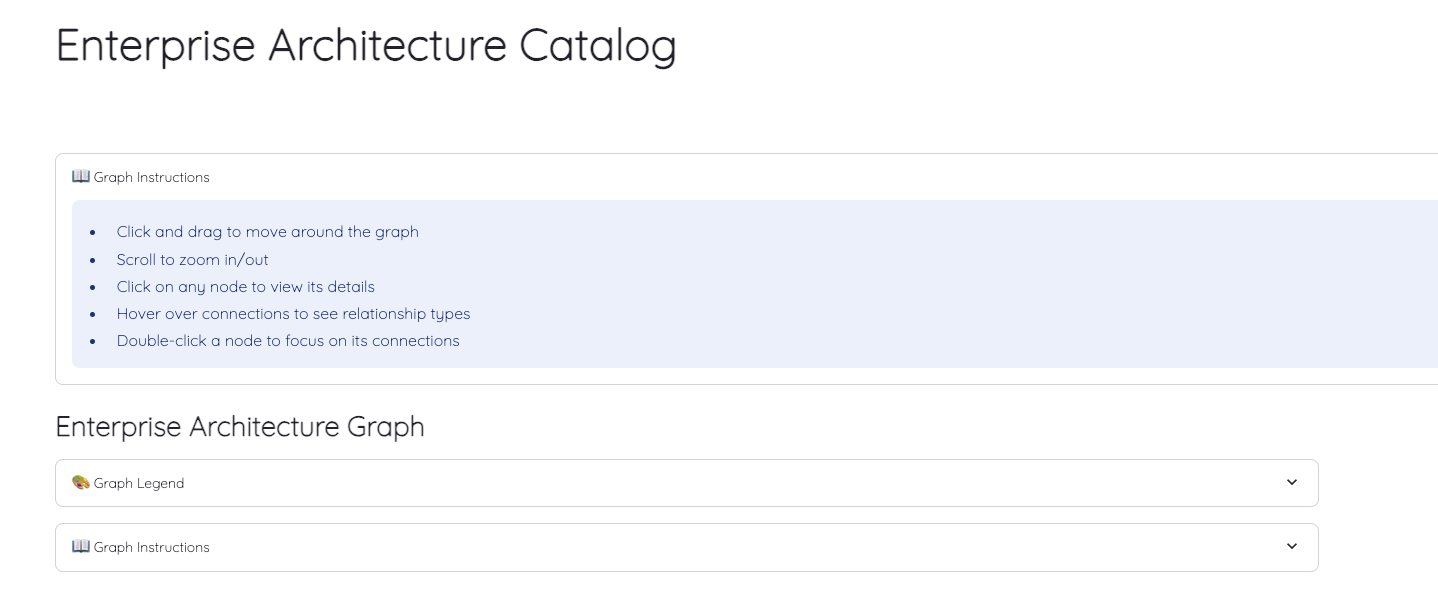 Enterprise Architecture Catalog
📖 Graph Instructions
• Click and drag to move around the graph
• Scroll to zoom in/out
• Click on any node to view its details
• Hover over connections to see relationship types
• Double-click a node to focus on its connections
Enterprise Architecture Graph
🎨 Graph Legend
📖 Graph Instructions